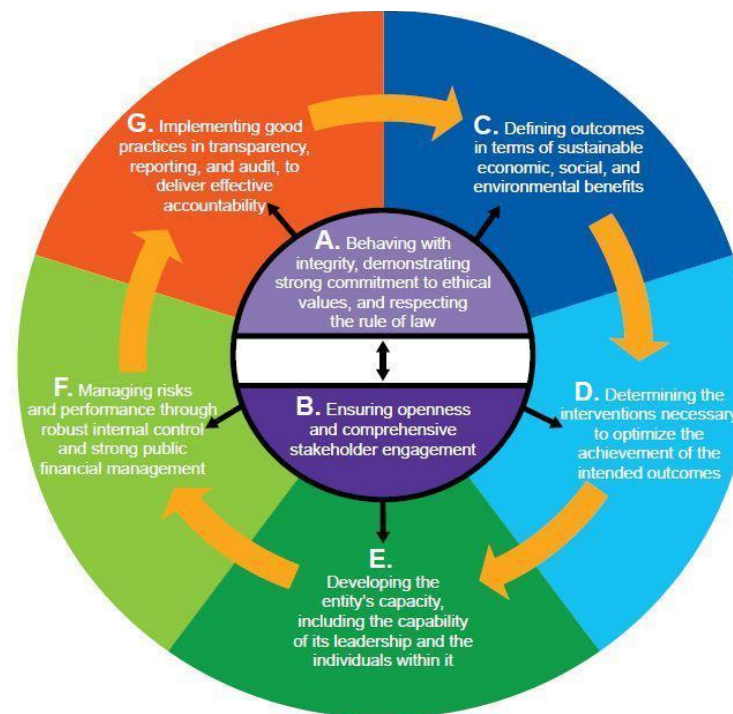 G. Implementing good
practices in transparency,
reporting, and audit, to
deliver effective
accountability
C. Defining outcomes
in terms of sustainable
economic, social, and
environmental benefits
A. Behaving with
integrity, demonstrating
strong commitment to ethical
values, and respecting
the rule of law
F. Managing risks
and performance through
robust internal control
and strong public
financial management
B. Ensuring openness
and comprehensive
stakeholder engagement
D. Determining the
interventions necessary
to optimize the
achievement of the
intended outcomes
E.
Developing the
entity's capacity,
including the capability
of its leadership and the
individuals within it